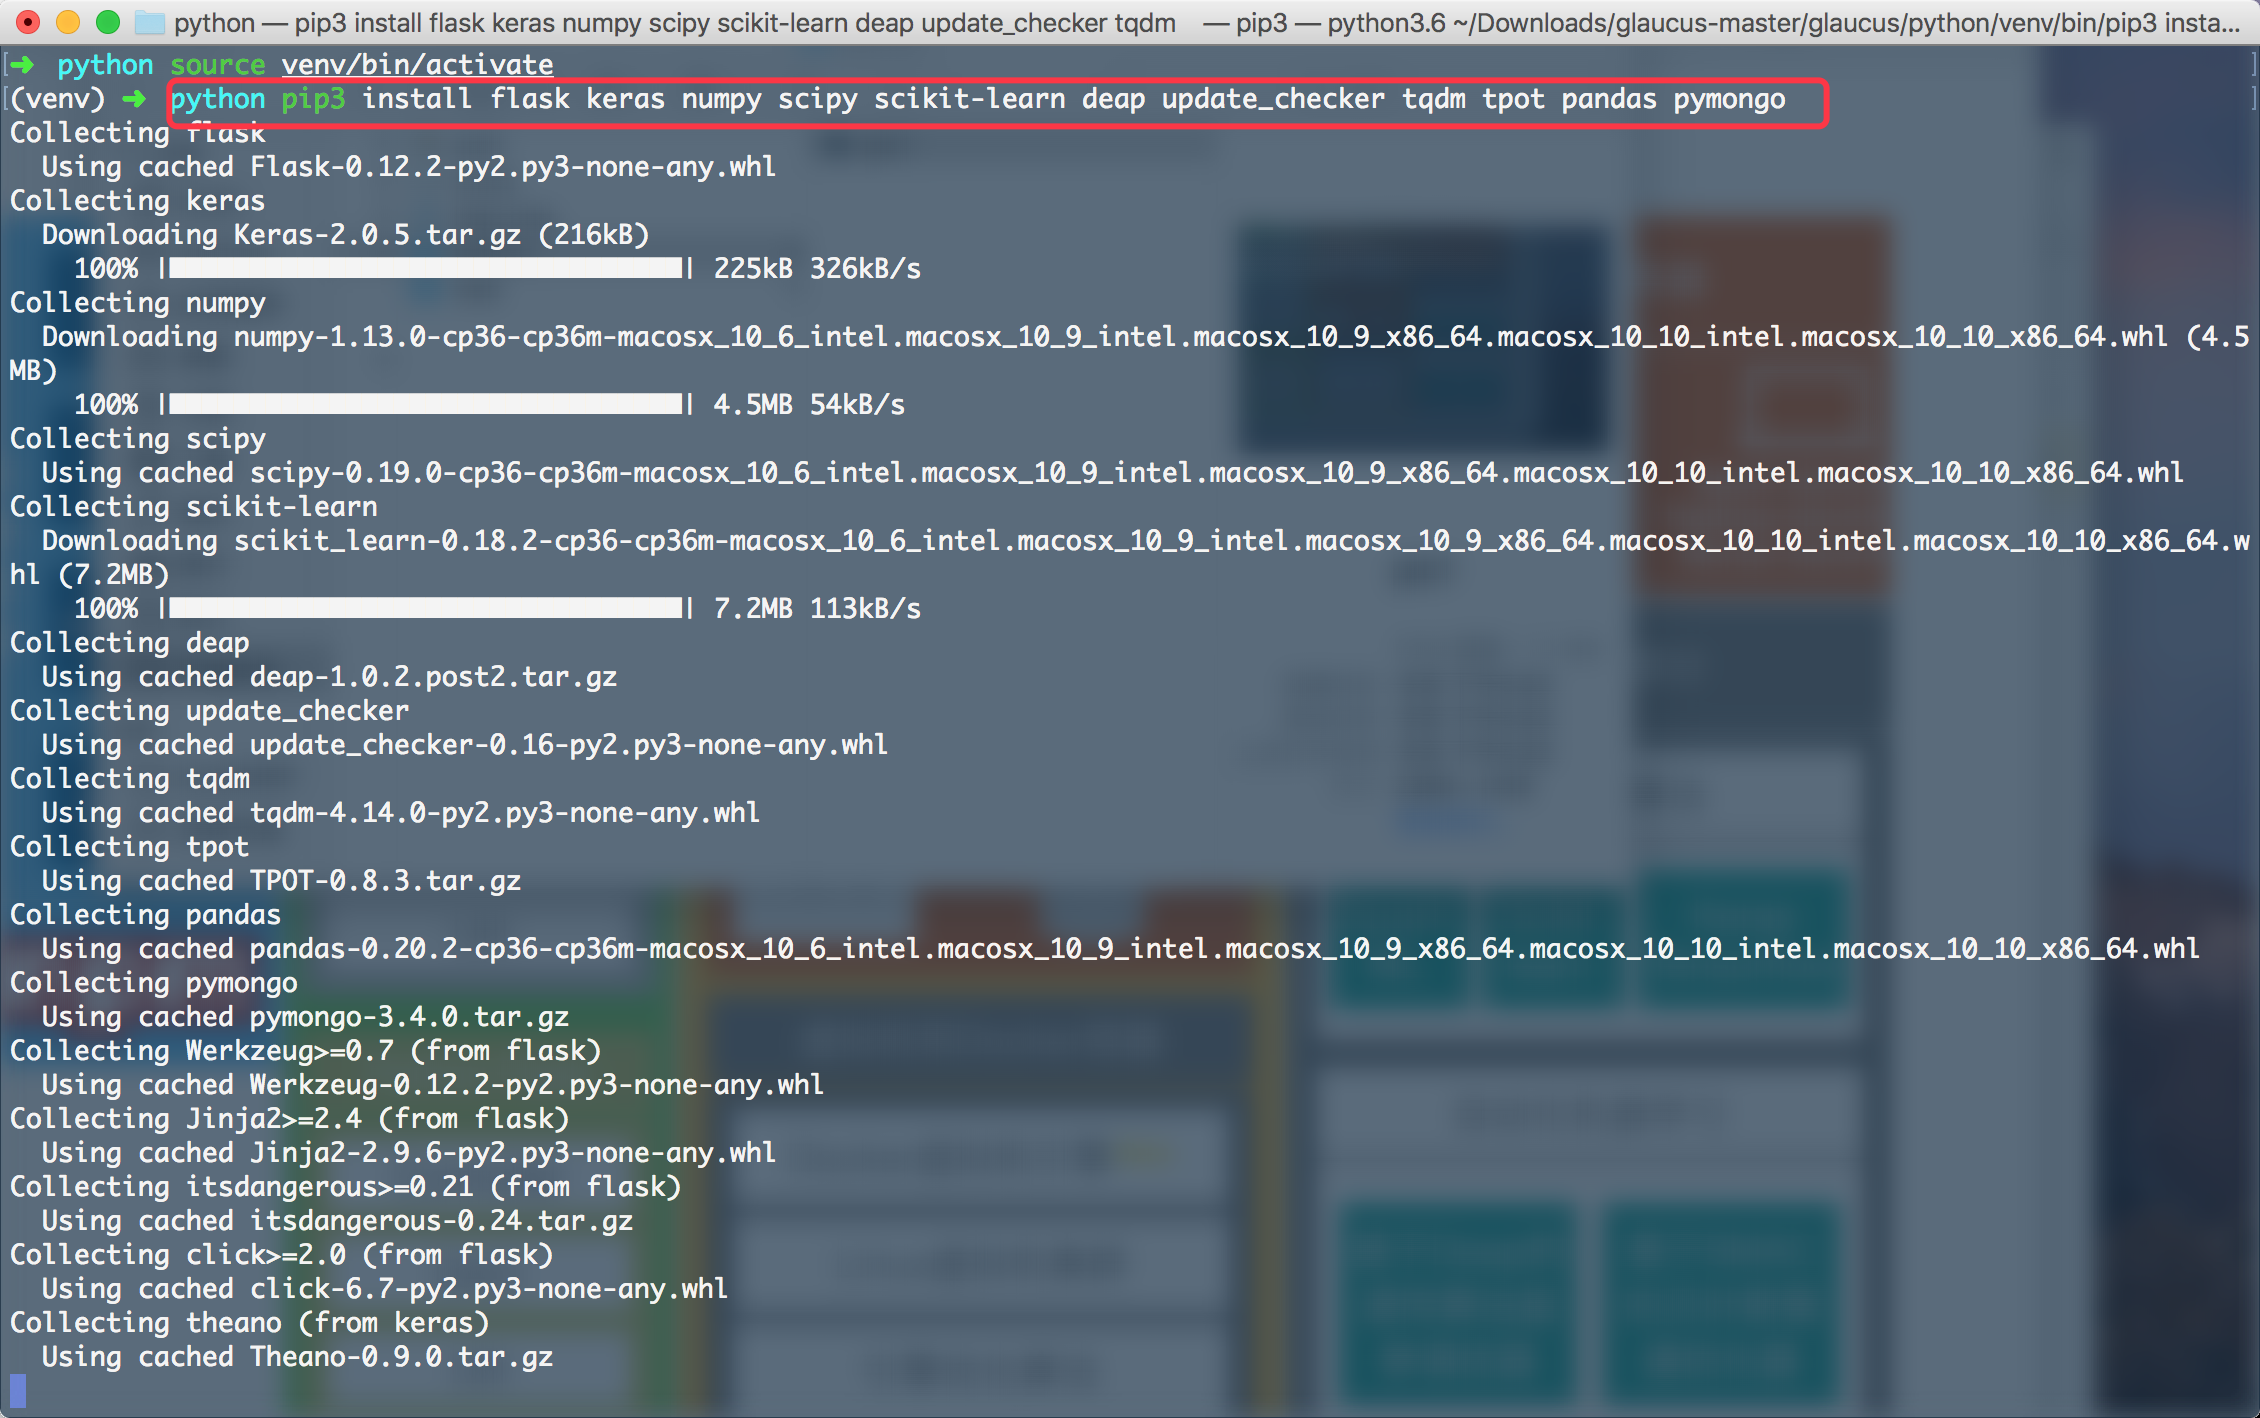 python — pip3 install flask keras numpy scipy scikit-learn deap update_checker tqdm — pip3 — python3.6 ~/Downloads/glaucus-master/glaucus/python/venv/bin/pip3 insta...
[➜ python source venv/bin/activate ]
[(venv) ➜ python pip3 install flask keras numpy scipy scikit-learn deap update_checker tqdm tpot pandas pymongo ]
Collecting flask
Using cached Flask-0.12.2-py2.py3-none-any.whl
Collecting keras
Downloading Keras-2.0.5.tar.gz (216kB)
100% |████████████████████████████████| 225kB 326kB/s
Collecting numpy
Downloading numpy-1.13.0-cp36-cp36m-macosx_10_6_intel.macosx_10_9_intel.macosx_10_9_x86_64.macosx_10_10_intel.macosx_10_10_x86_64.whl (4.5
MB)
100% |████████████████████████████████| 4.5MB 54kB/s
Collecting scipy
Using cached scipy-0.19.0-cp36-cp36m-macosx_10_6_intel.macosx_10_9_intel.macosx_10_9_x86_64.macosx_10_10_intel.macosx_10_10_x86_64.whl
Collecting scikit-learn
Downloading scikit_learn-0.18.2-cp36-cp36m-macosx_10_6_intel.macosx_10_9_intel.macosx_10_9_x86_64.macosx_10_10_intel.macosx_10_10_x86_64.w
hl (7.2MB)
100% |████████████████████████████████| 7.2MB 113kB/s
Collecting deap
Using cached deap-1.0.2.post2.tar.gz
Collecting update_checker
Using cached update_checker-0.16-py2.py3-none-any.whl
Collecting tqdm
Using cached tqdm-4.14.0-py2.py3-none-any.whl
Collecting tpot
Using cached TPOT-0.8.3.tar.gz
Collecting pandas
Using cached pandas-0.20.2-cp36-cp36m-macosx_10_6_intel.macosx_10_9_intel.macosx_10_9_x86_64.macosx_10_10_intel.macosx_10_10_x86_64.whl
Collecting pymongo
Using cached pymongo-3.4.0.tar.gz
Collecting Werkzeug>=0.7 (from flask)
Using cached Werkzeug-0.12.2-py2.py3-none-any.whl
Collecting Jinja2>=2.4 (from flask)
Using cached Jinja2-2.9.6-py2.py3-none-any.whl
Collecting itsdangerous>=0.21 (from flask)
Using cached itsdangerous-0.24.tar.gz
Collecting click>=2.0 (from flask)
Using cached click-6.7-py2.py3-none-any.whl
Collecting theano (from keras)
Using cached Theano-0.9.0.tar.gz